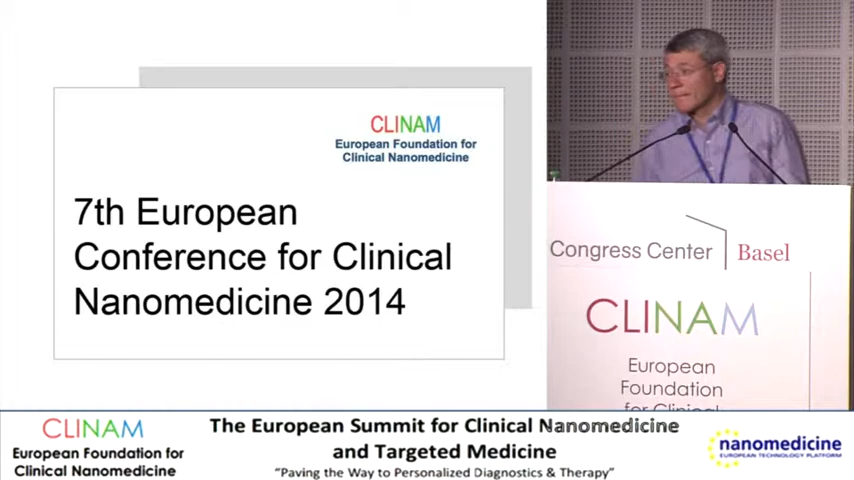 CLINAM
European Foundation for
Clinical Nanomedicine
7th European
Conference for Clinical
Nanomedicine 2014
Congress Center
Basel
CLINAM
European
Foundation
for Clinical
CLINAM
European Foundation for
Clinical Nanomedicine
The European Summit for Clinical Nanomedicine
and Targeted Medicine
"Paving the Way to Personalized Diagnostics & Therapy"
nanomedicine
EUROPEAN TECHNOLOGY PLATFORM